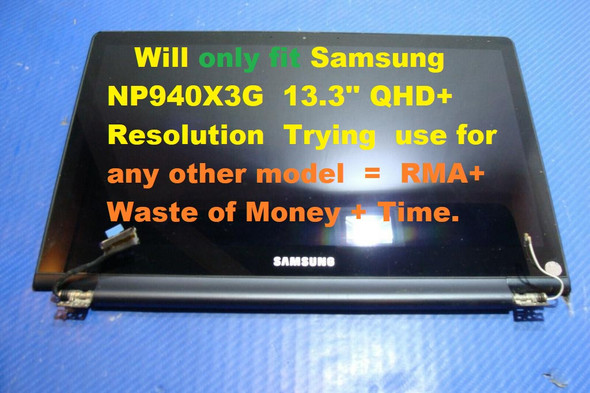 Will only fit Samsung
NP940X3G 13.3" QHD+
Resolution Trying use for
any other model = RMA+
Waste of Money + Time.
SAMSUNG